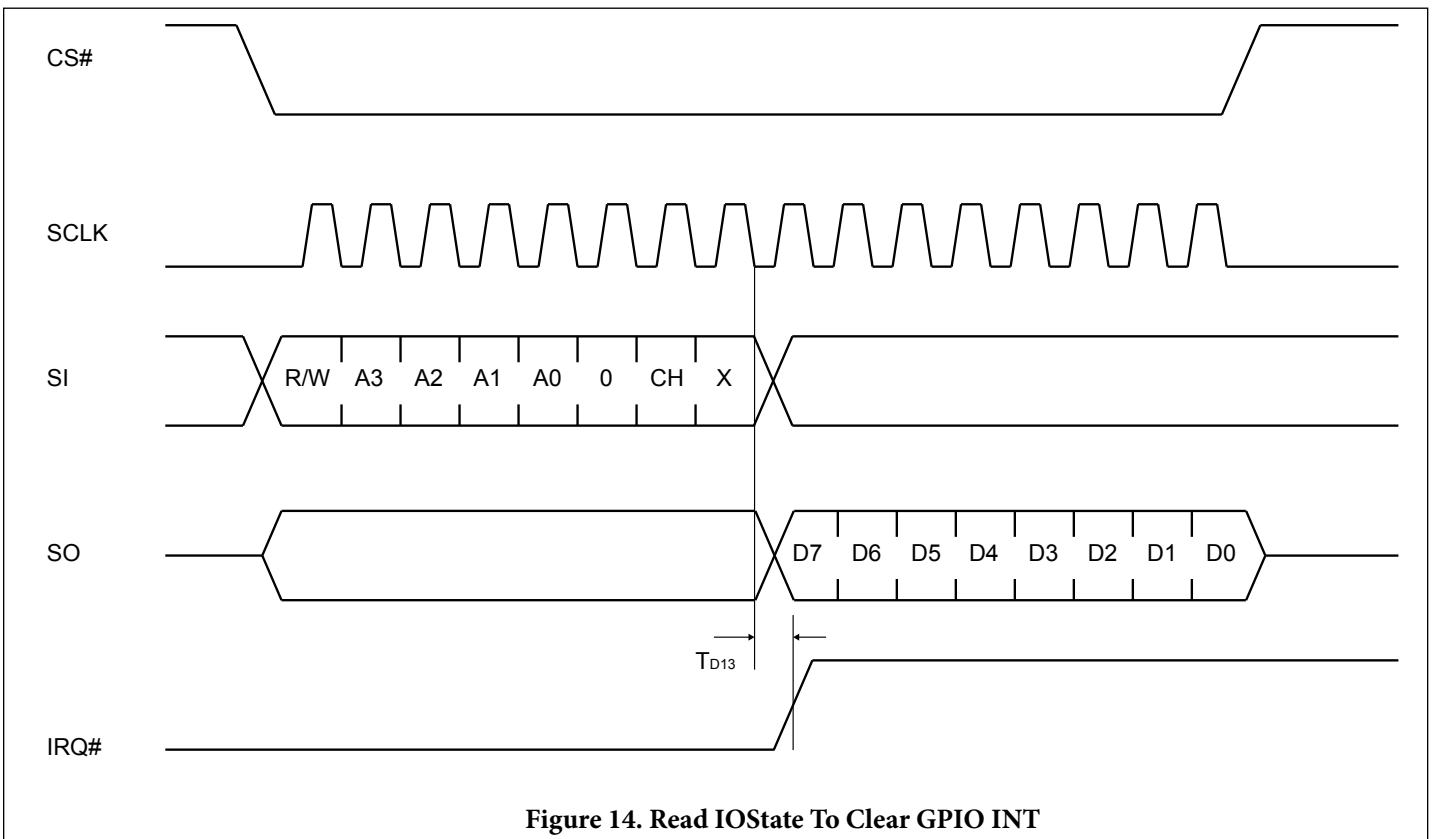 CS#
SCLK
SI
R/W A3 A2 A1 A0 0 CH X
SO
D7 D6 D5 D4 D3 D2 D1 D0
TD13
IRQ#
Figure 14. Read IOState To Clear GPIO INT